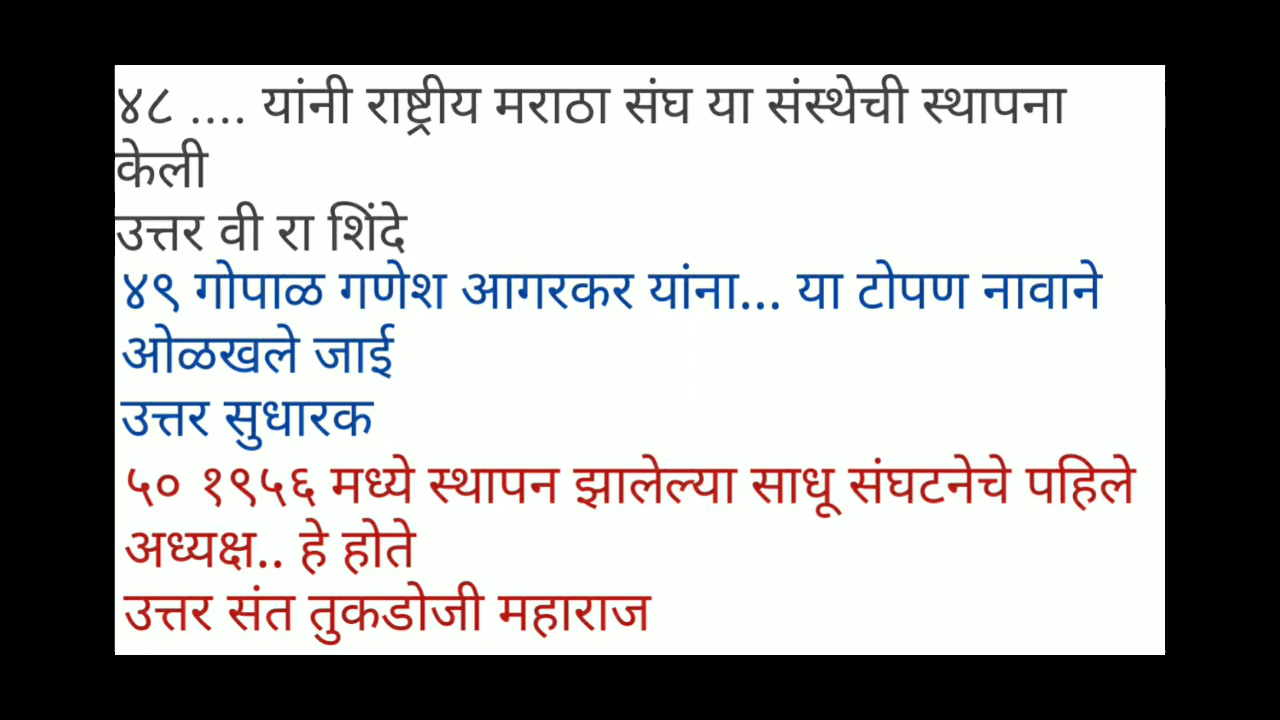 ४८ .... यांनी राष्ट्रीय मराठा संघ या संस्थेची स्थापना
केली
उत्तर वी रा शिंदे
४९ गोपाळ गणेश आगरकर यांना... या टोपण नावाने
ओळखले जाई
उत्तर सुधारक
५० १९५६ मध्ये स्थापन झालेल्या साधू संघटनेचे पहिले
अध्यक्ष.. हे होते
उत्तर संत तुकडोजी महाराज